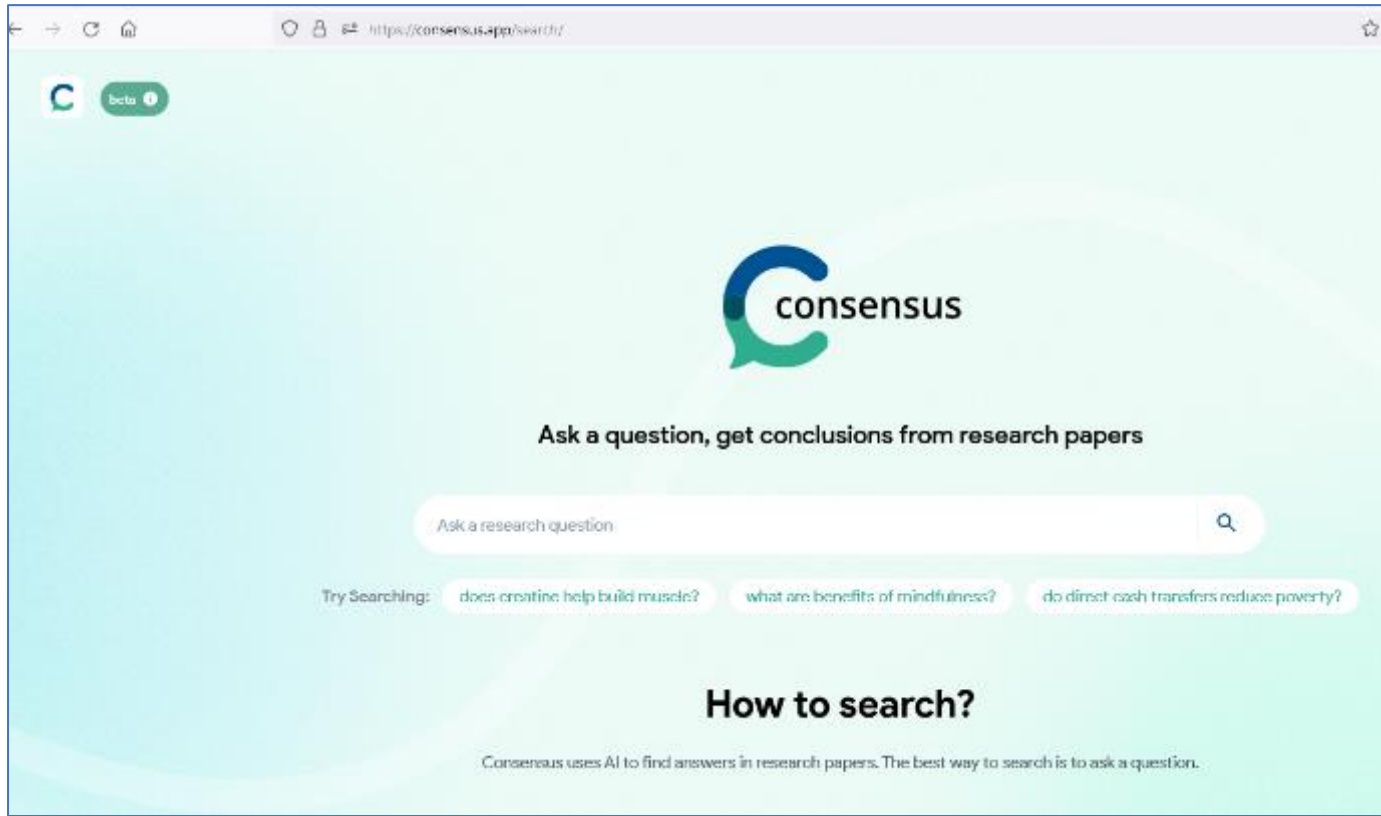 https://consensus.app/search/
C beta i
consensus
Ask a question, get conclusions from research papers
Ask a research question
Try Searching: does creatine help build muscle? what are benefits of mindfulness? do direct cash transfers reduce poverty?
How to search?
Consensus uses AI to find answers in research papers. The best way to search is to ask a question.